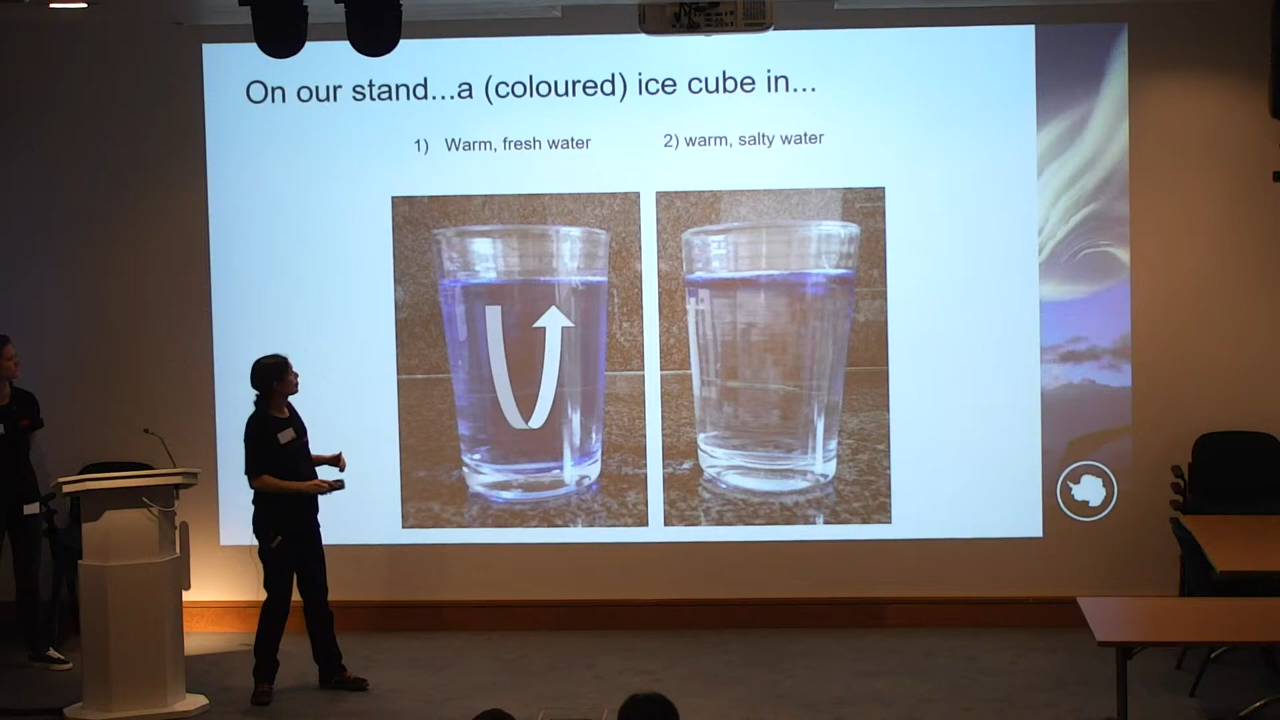 On our stand...a (coloured) ice cube in...
1) Warm, fresh water
2) warm, salty water